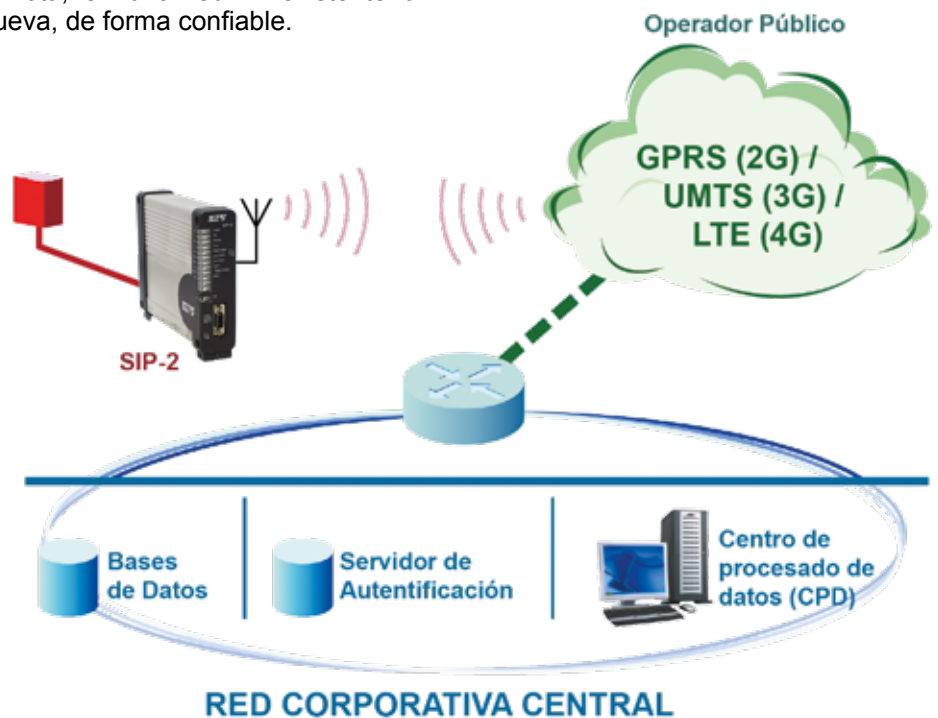 ueva, de forma confiable.
Operador Público
GPRS (2G) /
UMTS (3G) /
LTE (4G)
SIP-2
Bases
de Datos
Servidor de
Autentificación
Centro de
procesado de
datos (CPD)
RED CORPORATIVA CENTRAL